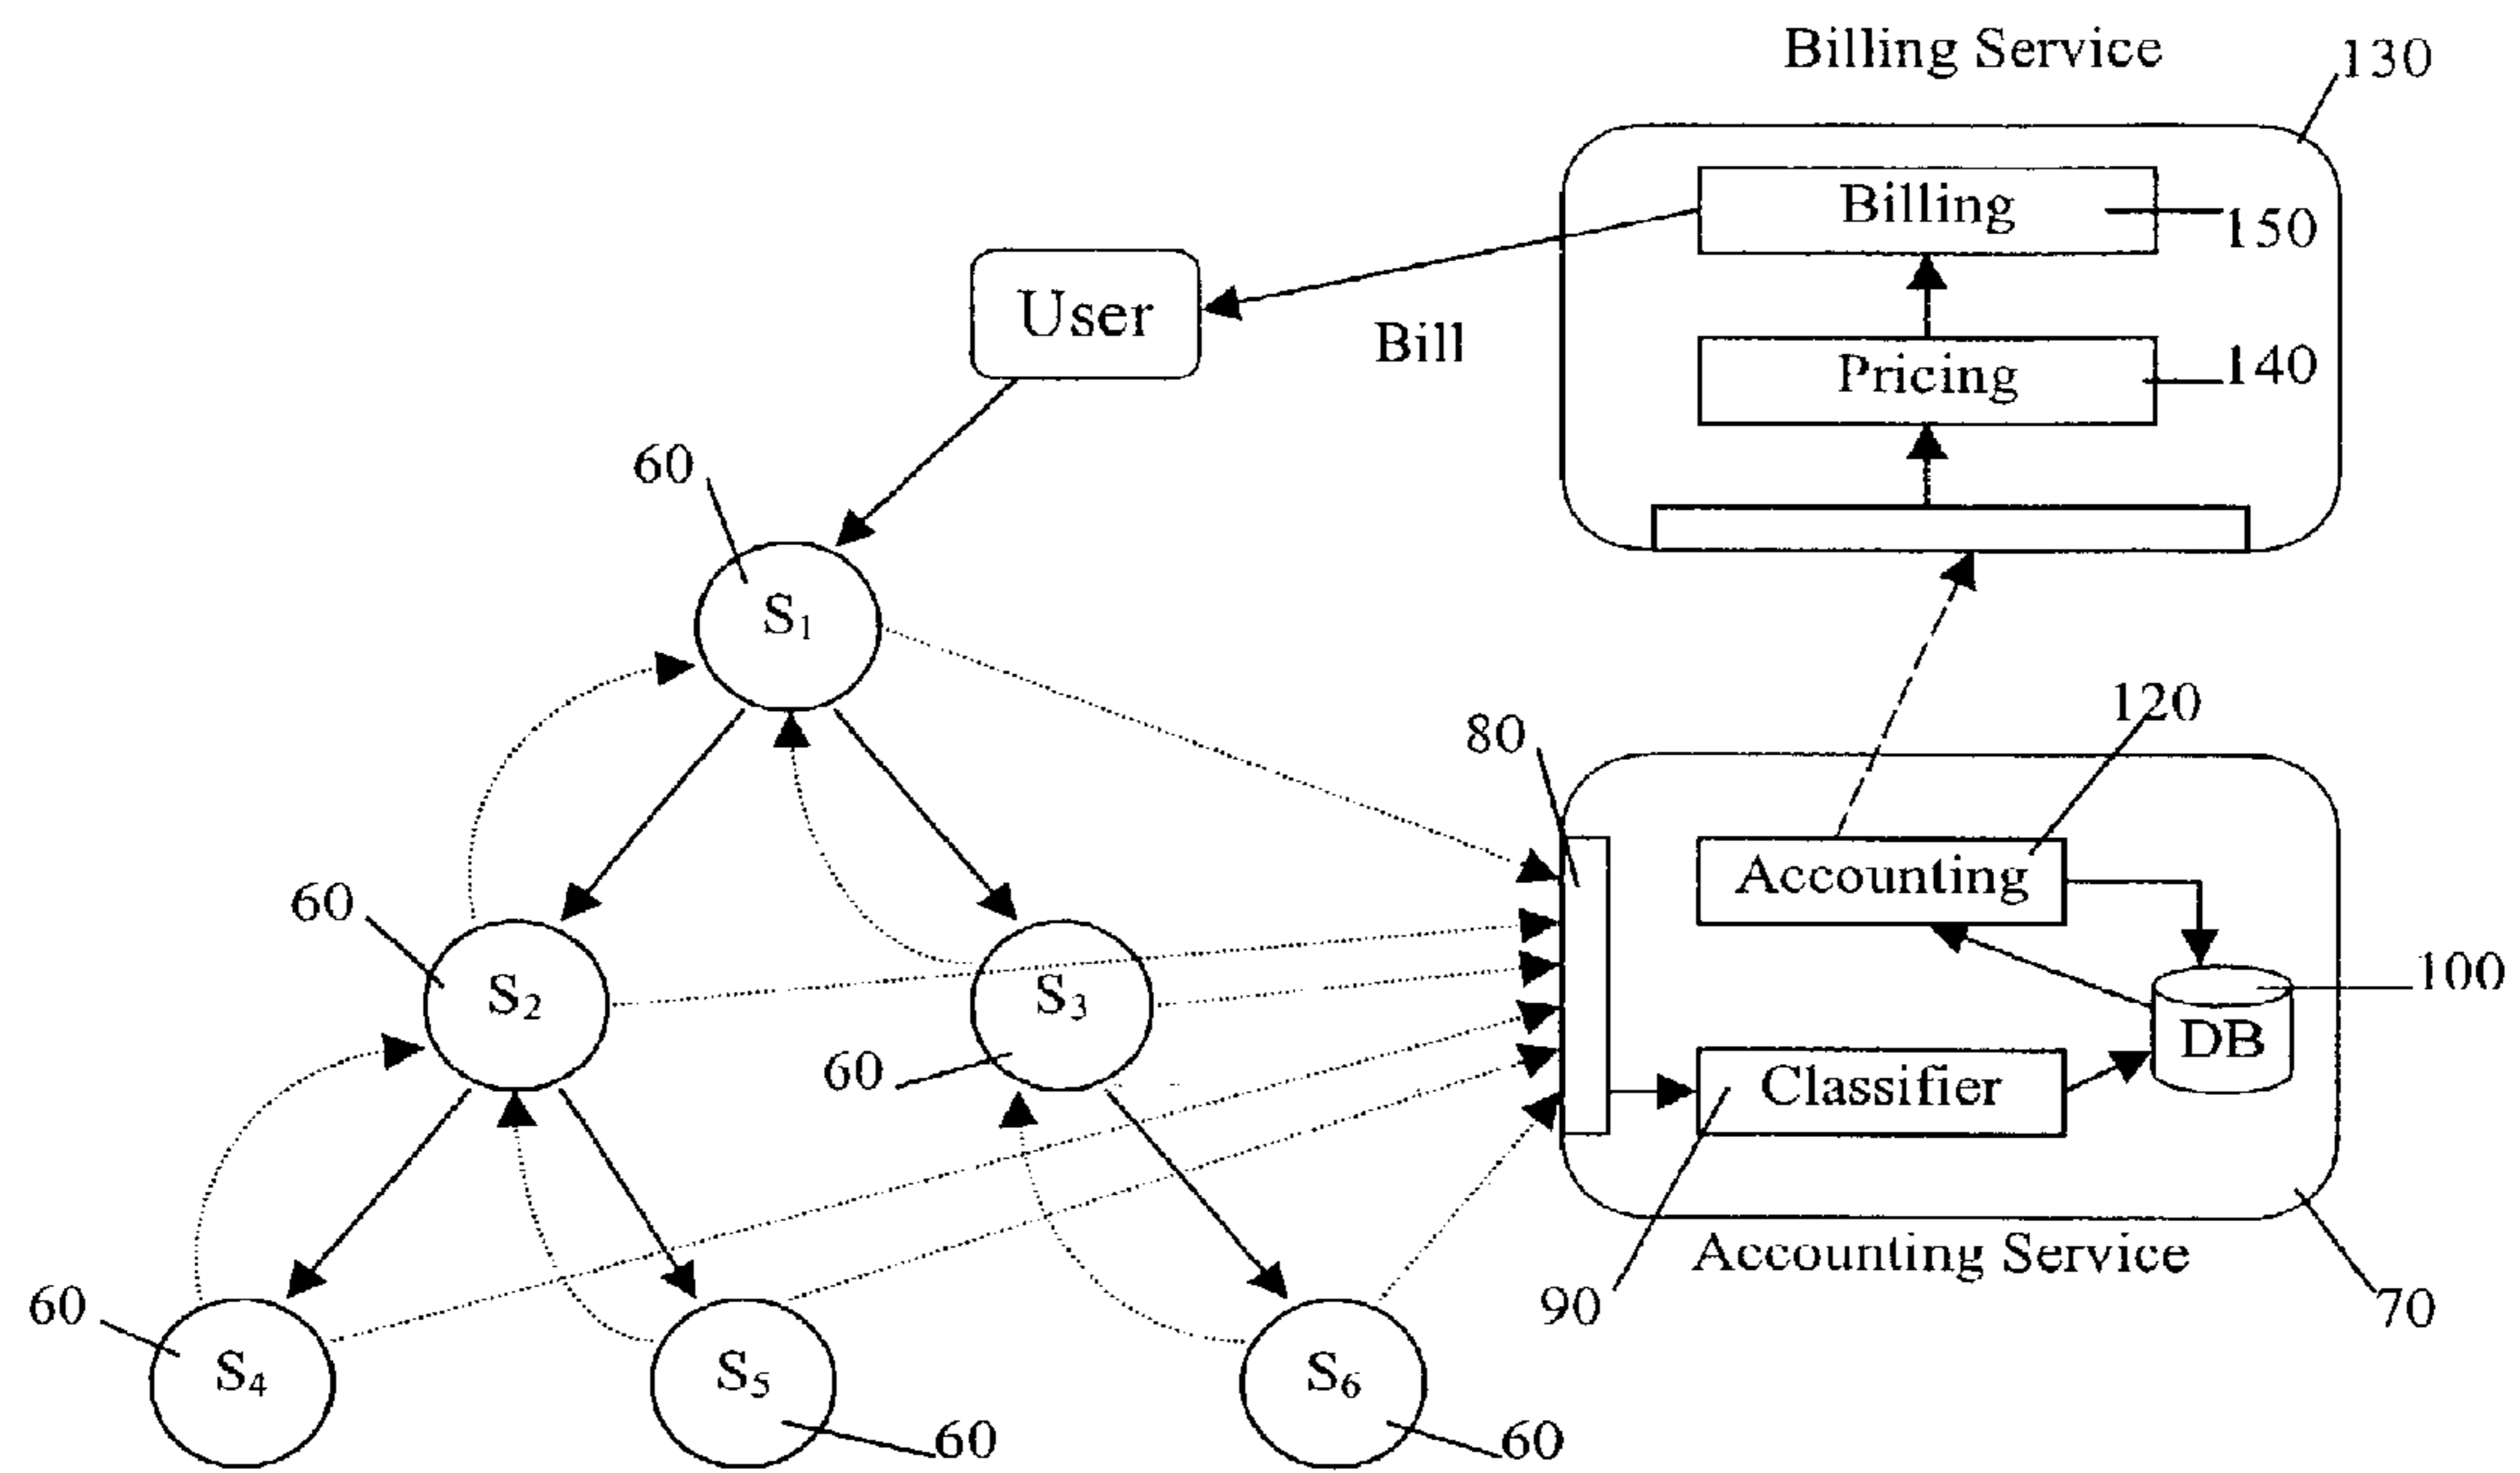 Billing Service
130
Billing
150
User
Bill
Pricing
140
60
S₁
120
80
Accounting
60
100
S₂
S₃
DB
60
Classifier
Accounting Service
60
90
70
S₄
S₅
S₆
60
60